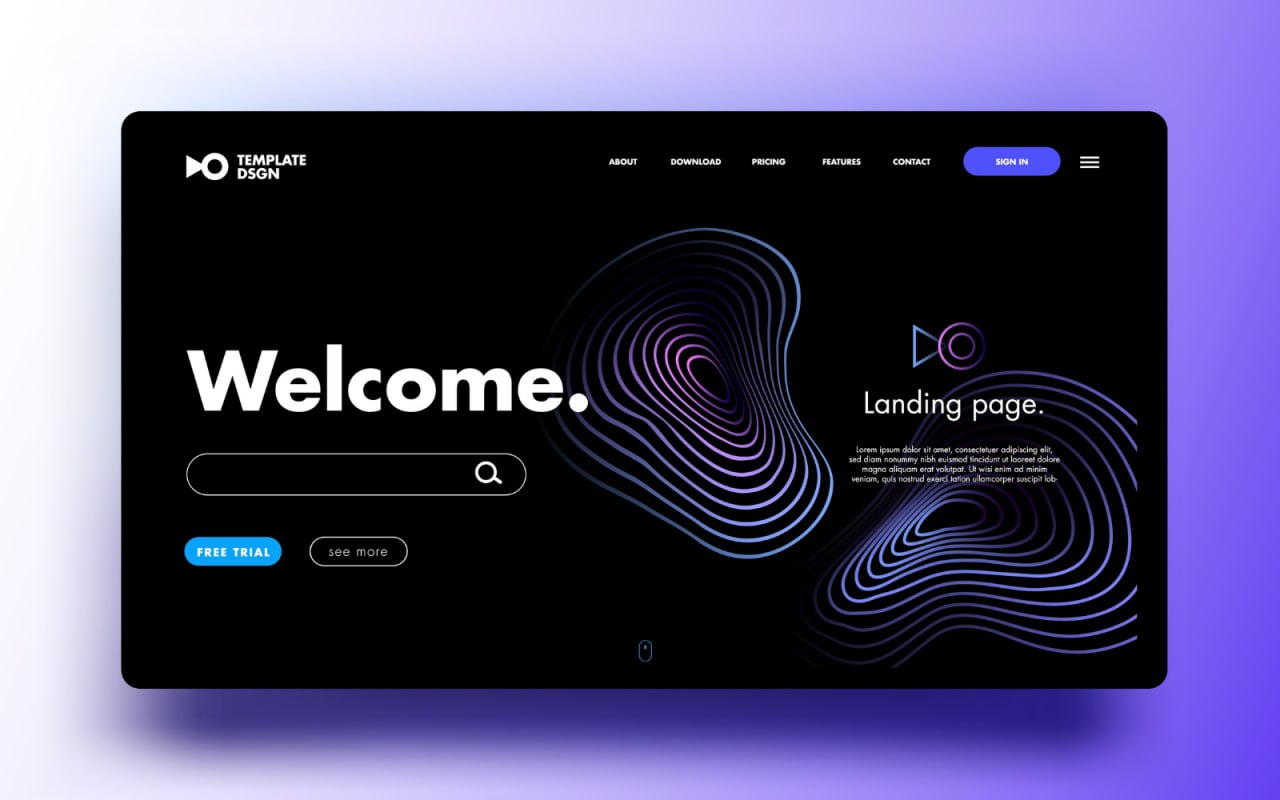 TEMPLATE
DSGN
ABOUT DOWNLOAD PRICING FEATURES CONTACT SIGN IN
Welcome.
FREE TRIAL see more
Landing page.
Lorem ipsum dolor sit amet, consectetuer adipiscing elit,
sed diam nonummy nibh euismod tincidunt ut laoreet dolore
magna aliquam erat volutpat. Ut wisi enim ad minim
veniam, quis nostrud exerci tation ullamcorper suscipit lob-